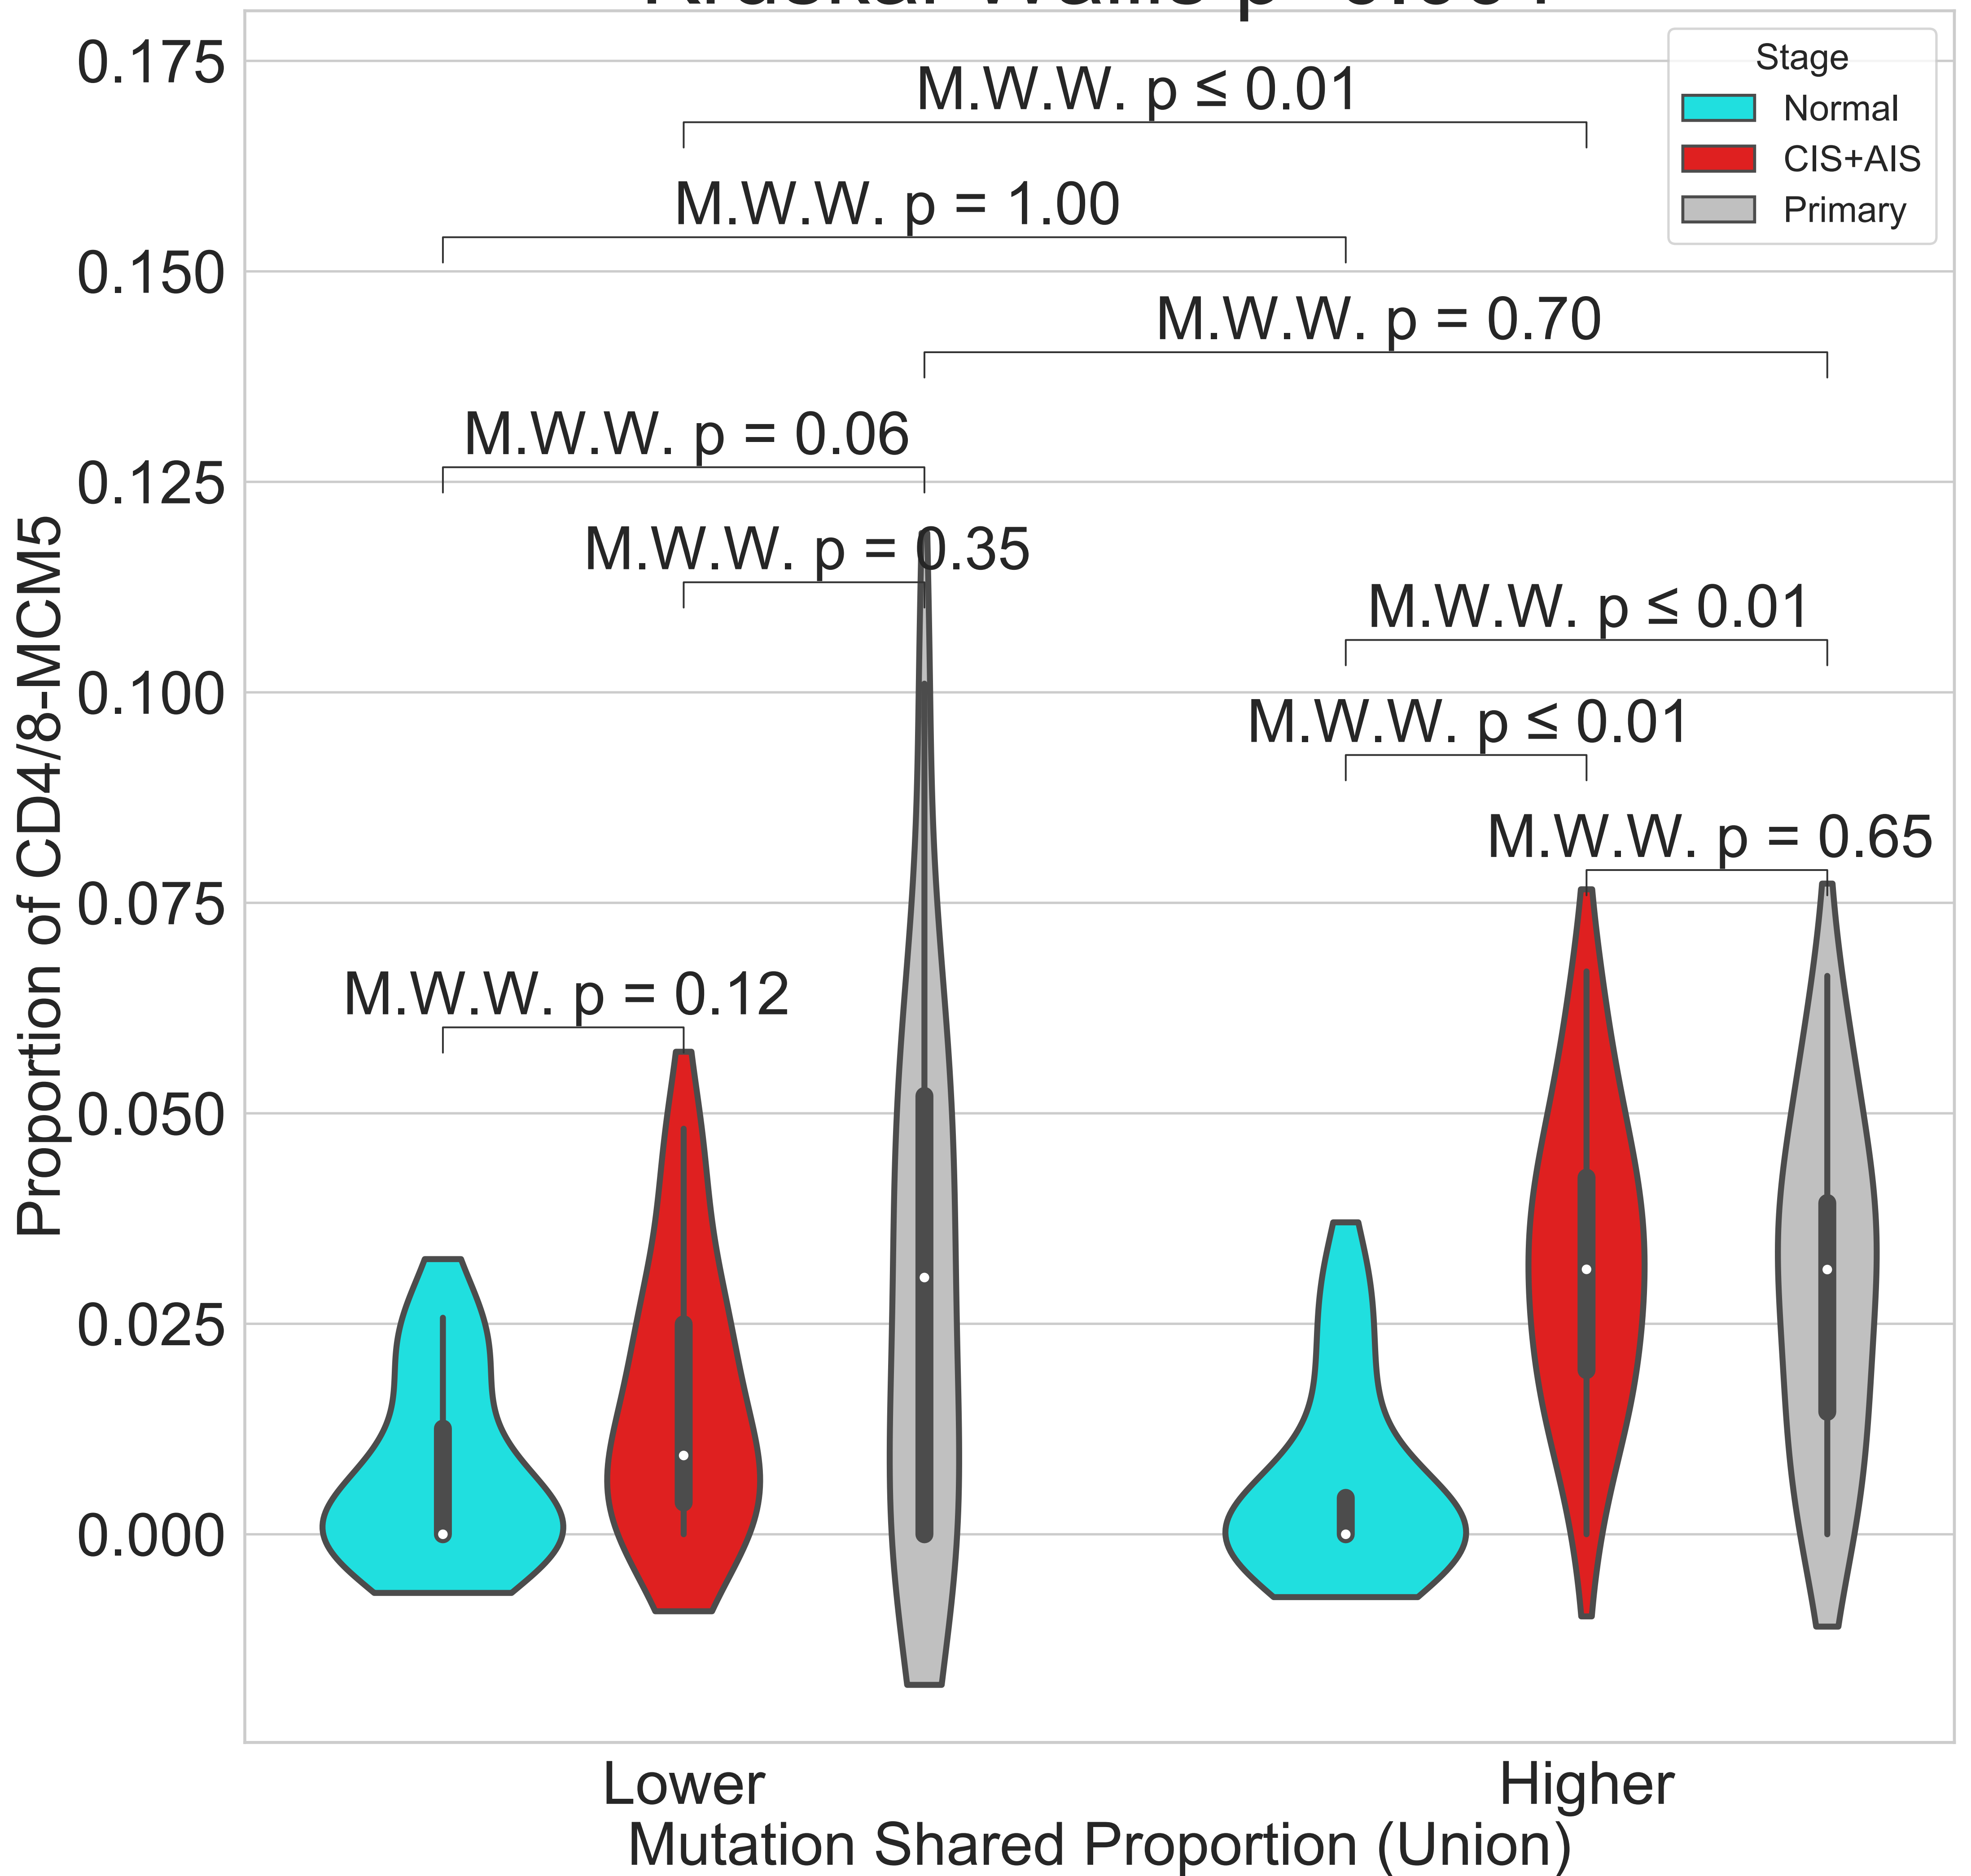 0.175
0.150
0.125
0.100
0.075
0.050
0.025
0.000
Proportion of CD4/8-MCM5
Stage
Normal
CIS+AIS
Primary
M.W.W. p ≤ 0.01
M.W.W. p = 1.00
M.W.W. p = 0.70
M.W.W. p = 0.06
M.W.W. p = 0.35
M.W.W. p ≤ 0.01
M.W.W. p ≤ 0.01
M.W.W. p = 0.65
M.W.W. p = 0.12
Lower
Higher
Mutation Shared Proportion (Union)